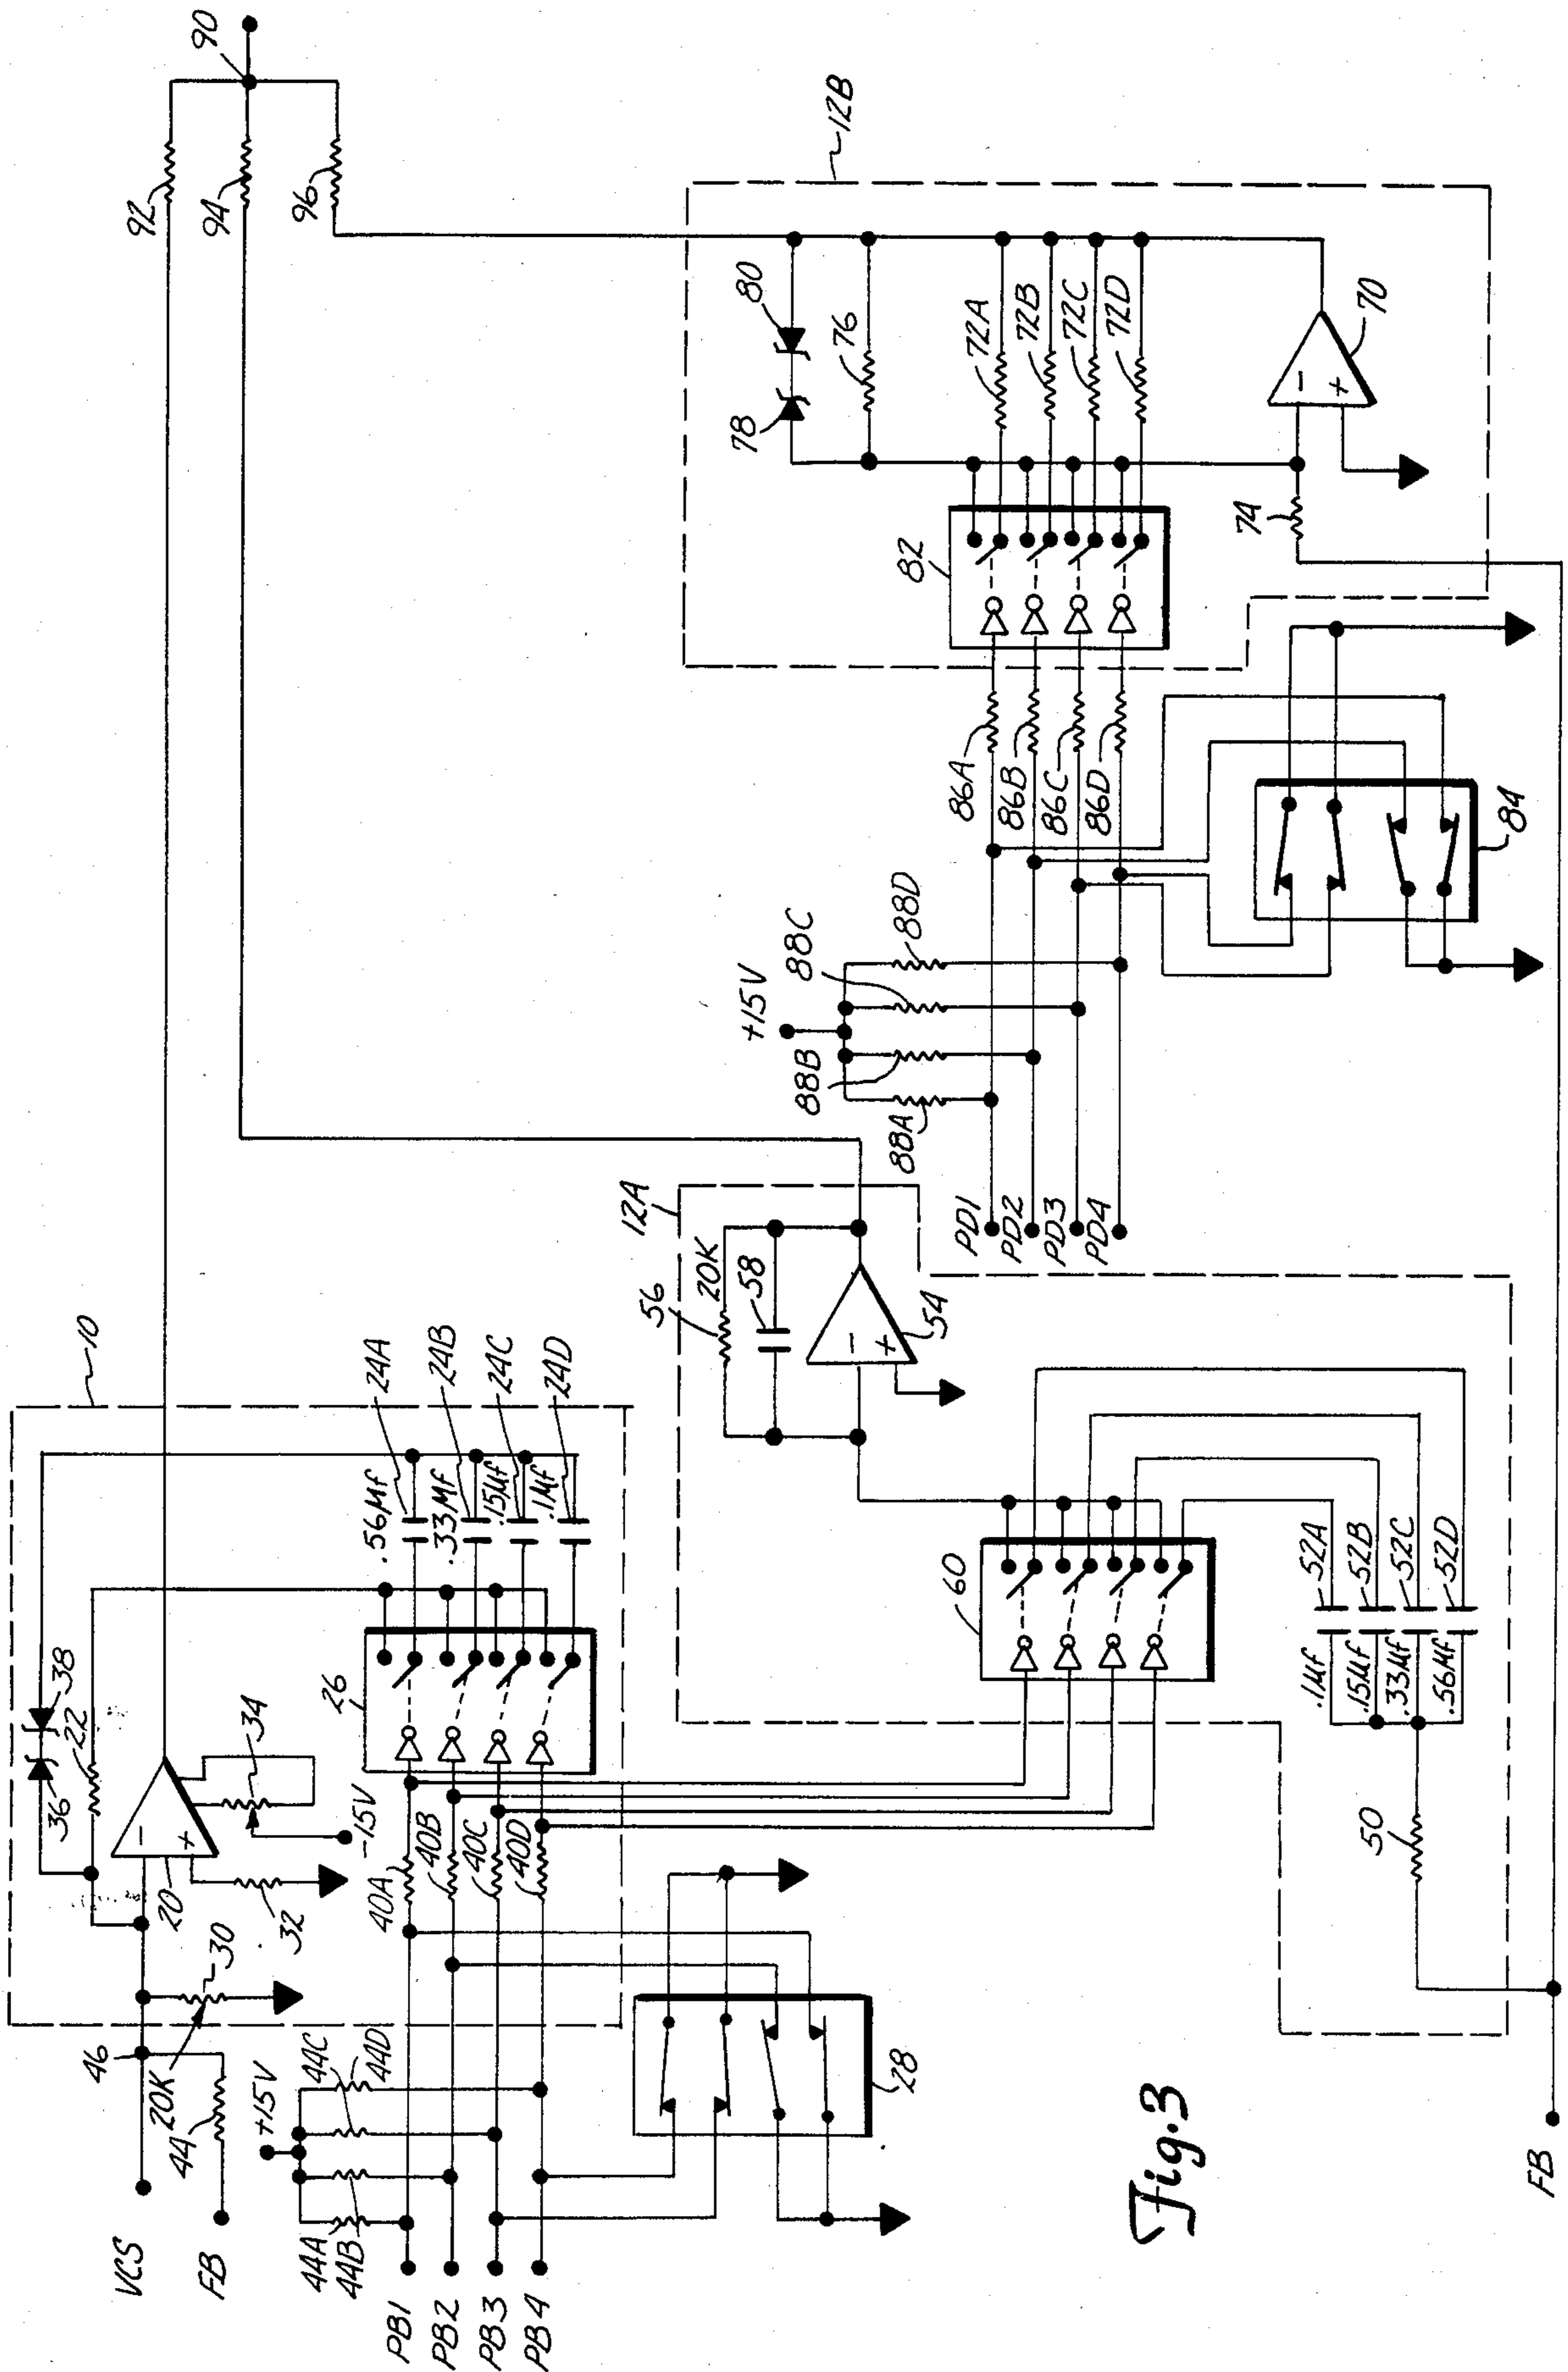 90
92
94
96
12B
80
78
76
72A
72B
72C
72D
70
-
+
74
82
86A
86B
86C
86D
84
+15V
88C
88D
88B
88A
PD1
PD2
PD3
PD4
12A
56
20K
58
54
-
+
60
52A
52B
52C
52D
.1Mf
.15Mf
.33Mf
.56Mf
50
10
24A
24B
24C
24D
.56Mf
.33Mf
.15Mf
.1Mf
26
38
22
36
34
-15V
20
-
+
32
30
40A
40B
40C
40D
46
20K
44
+15V
44C
44D
44A
44B
28
VCS
FB
PB1
PB2
PB3
PB4
FB
Fig.3